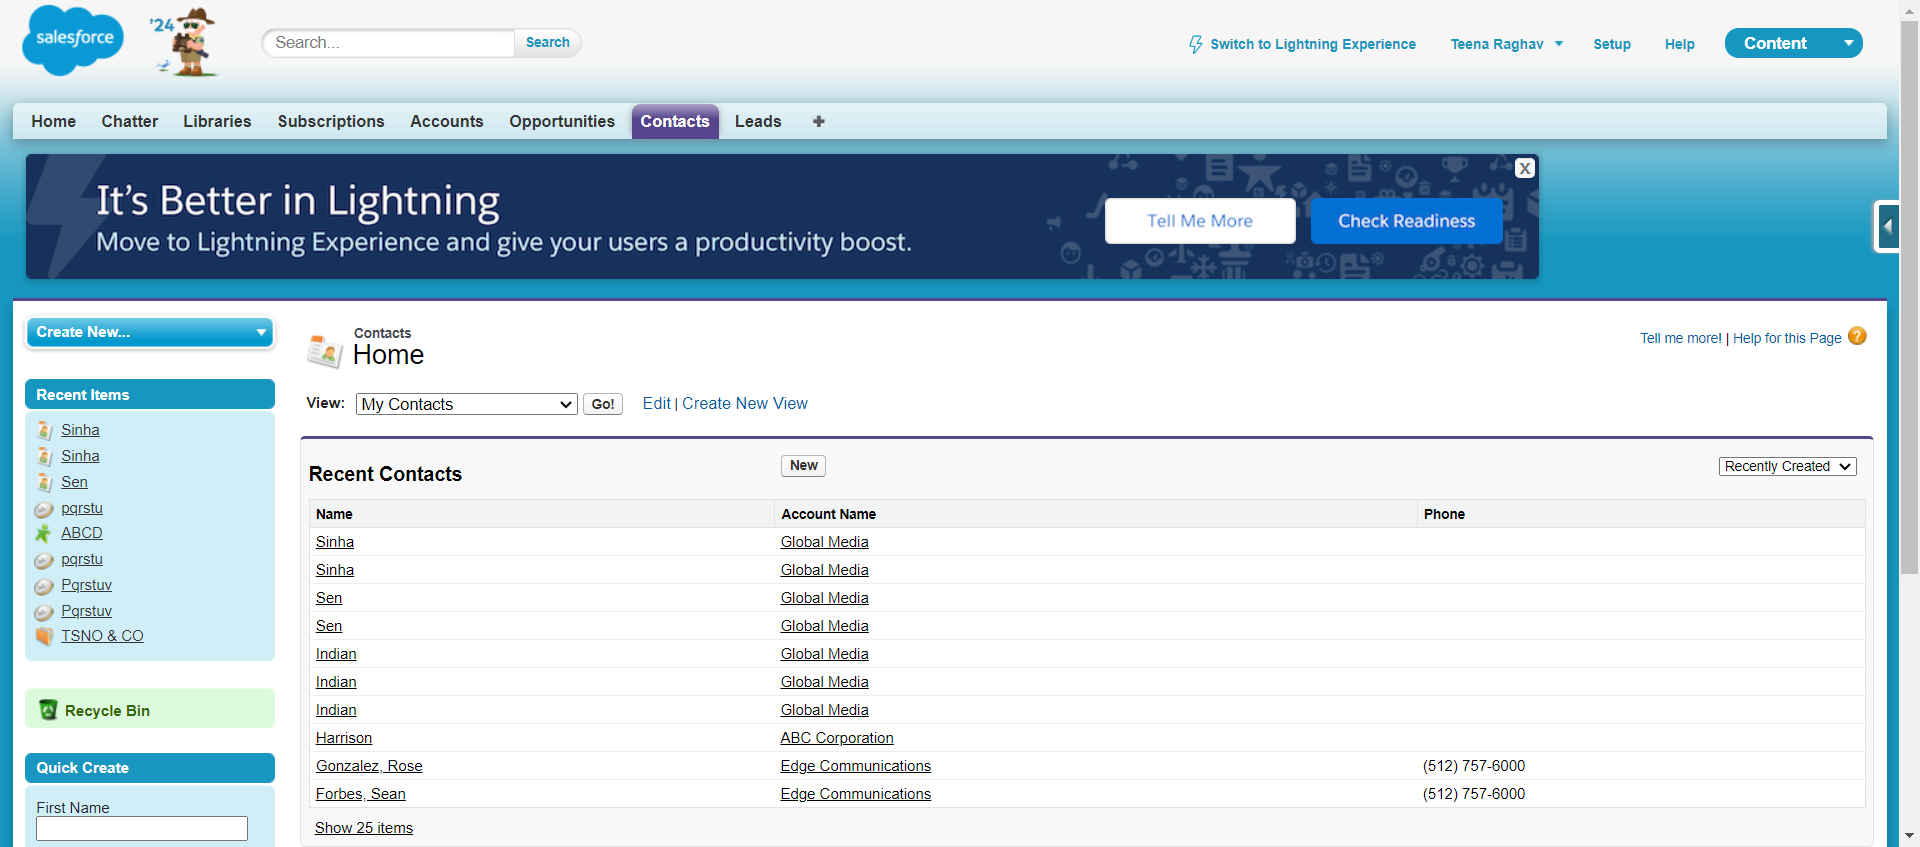 salesforce
'24
Search...
Search
Switch to Lightning Experience
Teena Raghav
Setup
Help
Content
Home
Chatter
Libraries
Subscriptions
Accounts
Opportunities
Contacts
Leads
+
It's Better in Lightning
Move to Lightning Experience and give your users a productivity boost.
Tell Me More
Check Readiness
X
Create New...
Recent Items
Sinha
Sinha
Sen
pqrstu
ABCD
pqrstu
Pqrstuv
Pqrstuv
TSNO & CO
Recycle Bin
Quick Create
First Name
Contacts
Home
Tell me more! | Help for this Page ?
View: My Contacts Go! Edit | Create New View
Recent Contacts
New
Recently Created
Name Account Name Phone
Sinha Global Media
Sinha Global Media
Sen Global Media
Sen Global Media
Indian Global Media
Indian Global Media
Indian Global Media
Harrison ABC Corporation
Gonzalez, Rose Edge Communications (512) 757-6000
Forbes, Sean Edge Communications (512) 757-6000
Show 25 items